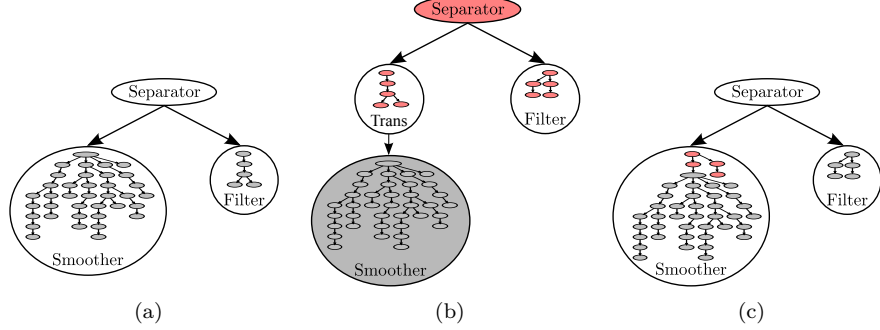 Separator
Filter
Smoother
(a)
Separator
Trans
Filter
Smoother
(b)
Separator
Filter
Smoother
(c)